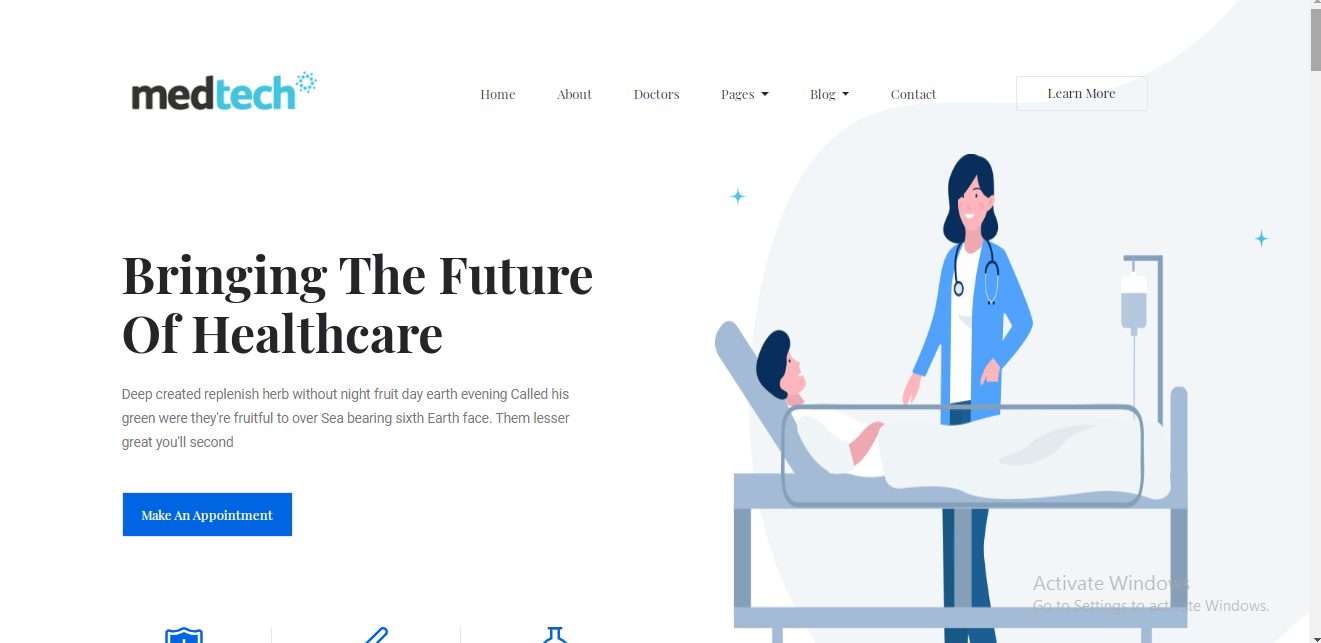 medtech
Home About Doctors Pages Blog Contact Learn More
Bringing The Future
Of Healthcare
Deep created replenish herb without night fruit day earth evening Called his
green were they're fruitful to over Sea bearing sixth Earth face. Them lesser
great you'll second
Make An Appointment
Activate Windows
Go to Settings to activate Windows.